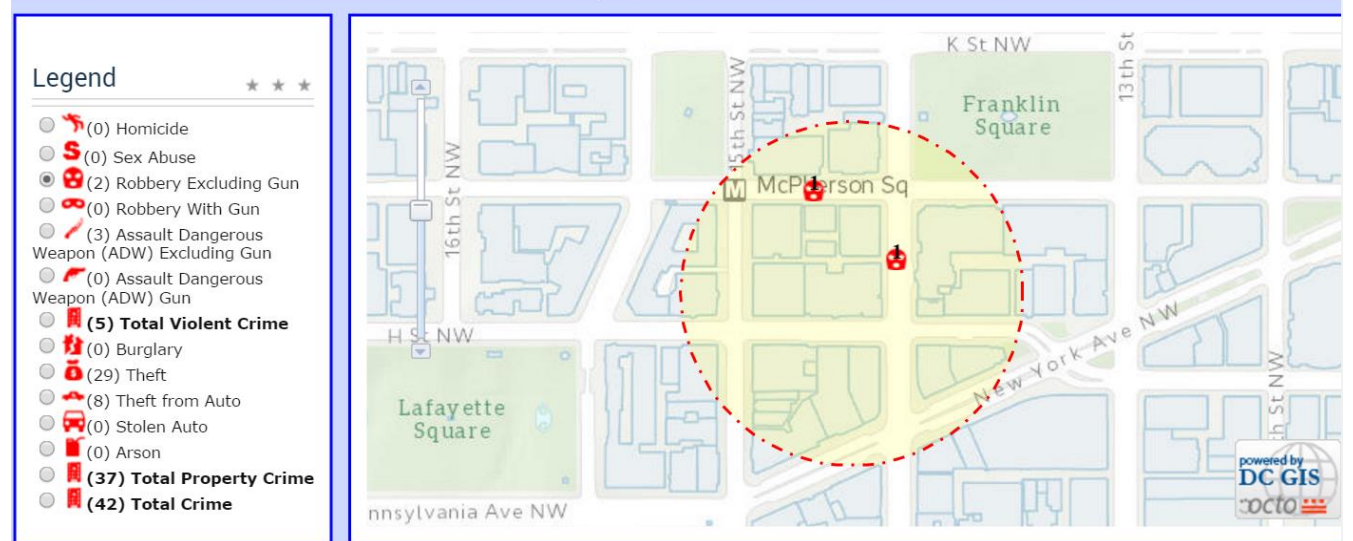 Legend
(0) Homicide
S (0) Sex Abuse
(2) Robbery Excluding Gun
(0) Robbery With Gun
(3) Assault Dangerous
Weapon (ADW) Excluding Gun
(0) Assault Dangerous
Weapon (ADW) Gun
(5) Total Violent Crime
(0) Burglary
(29) Theft
(8) Theft from Auto
(0) Stolen Auto
(0) Arson
(37) Total Property Crime
(42) Total Crime
K St NW
13th St
15th St NW
16th St NW
Franklin
Square
M McPherson Sq
1
1
H St NW
New York Ave NW
Lafayette
Square
h St NW
nnsylvania Ave NW
powered by
DC GIS
octo